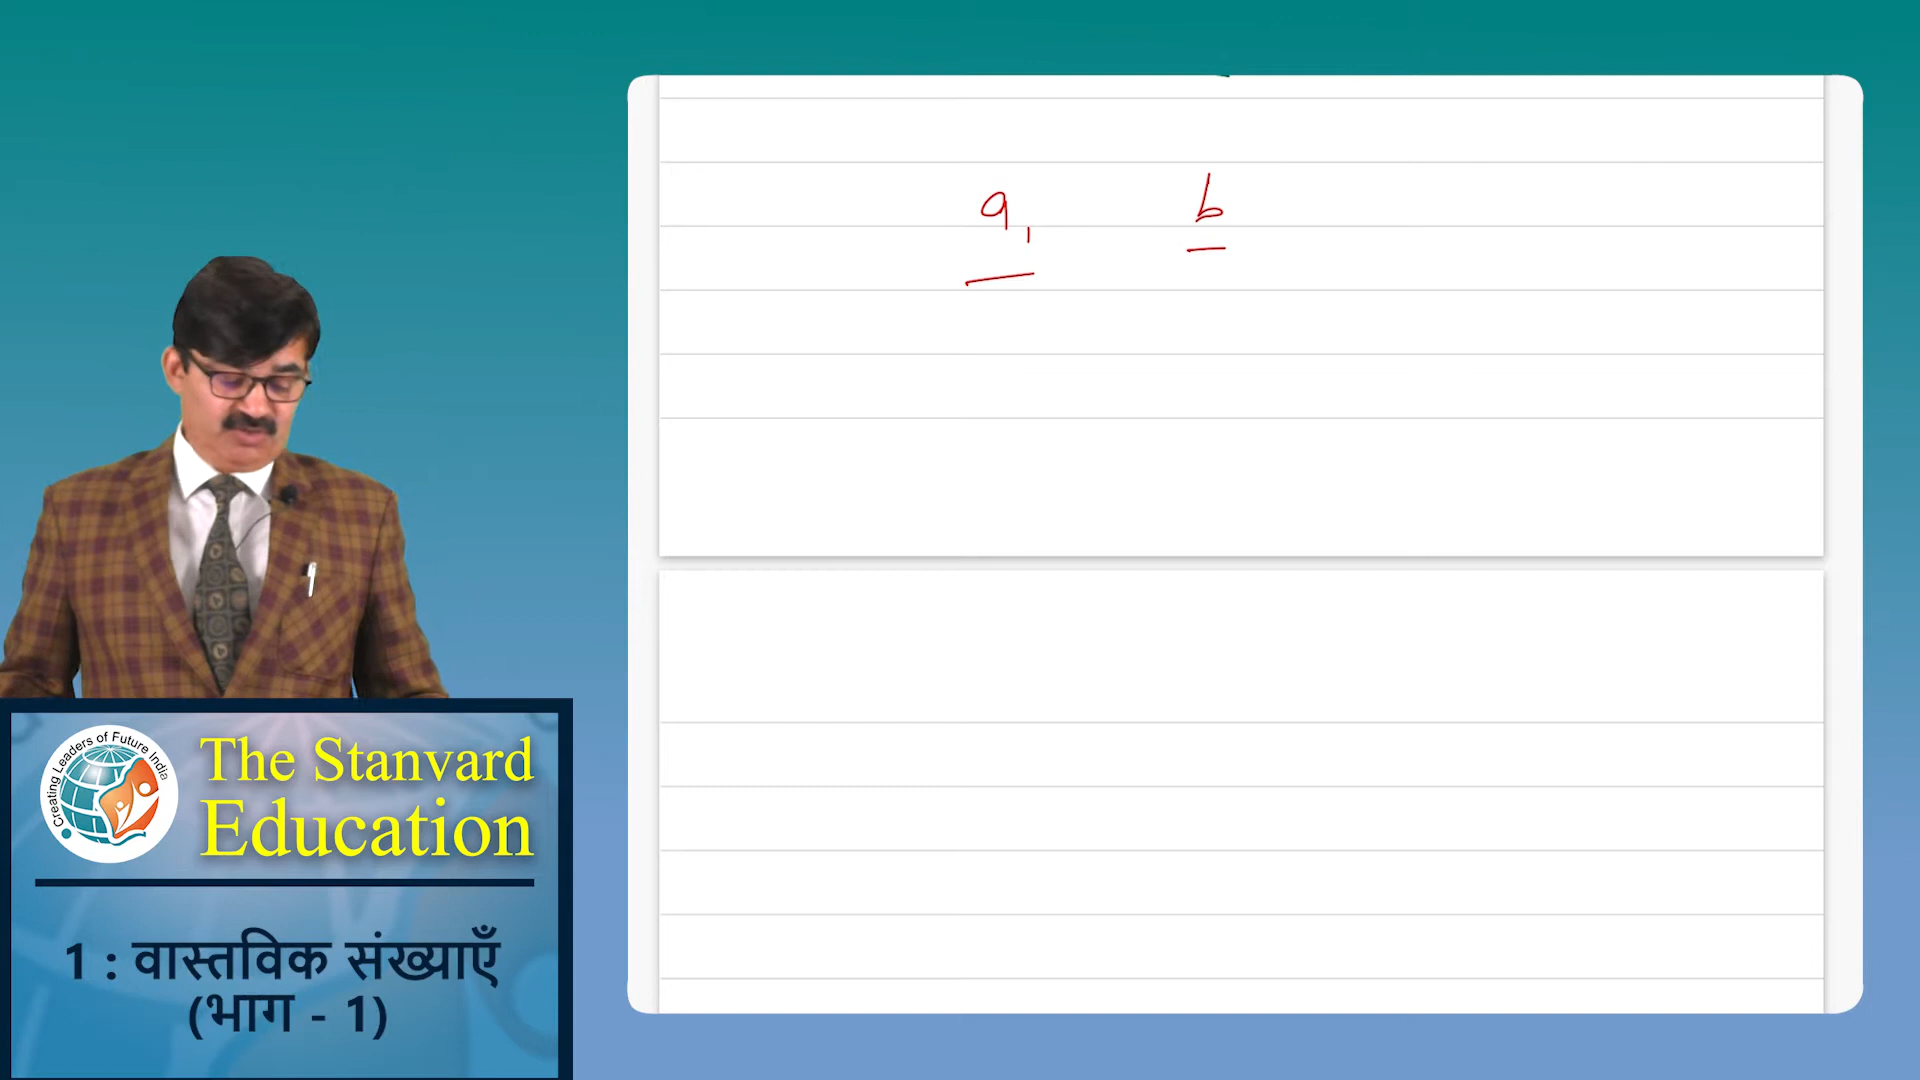 a, b
Creating Leaders of Future India
The Stanvard
Education
1 : वास्तविक संख्याएँ
(भाग - 1)